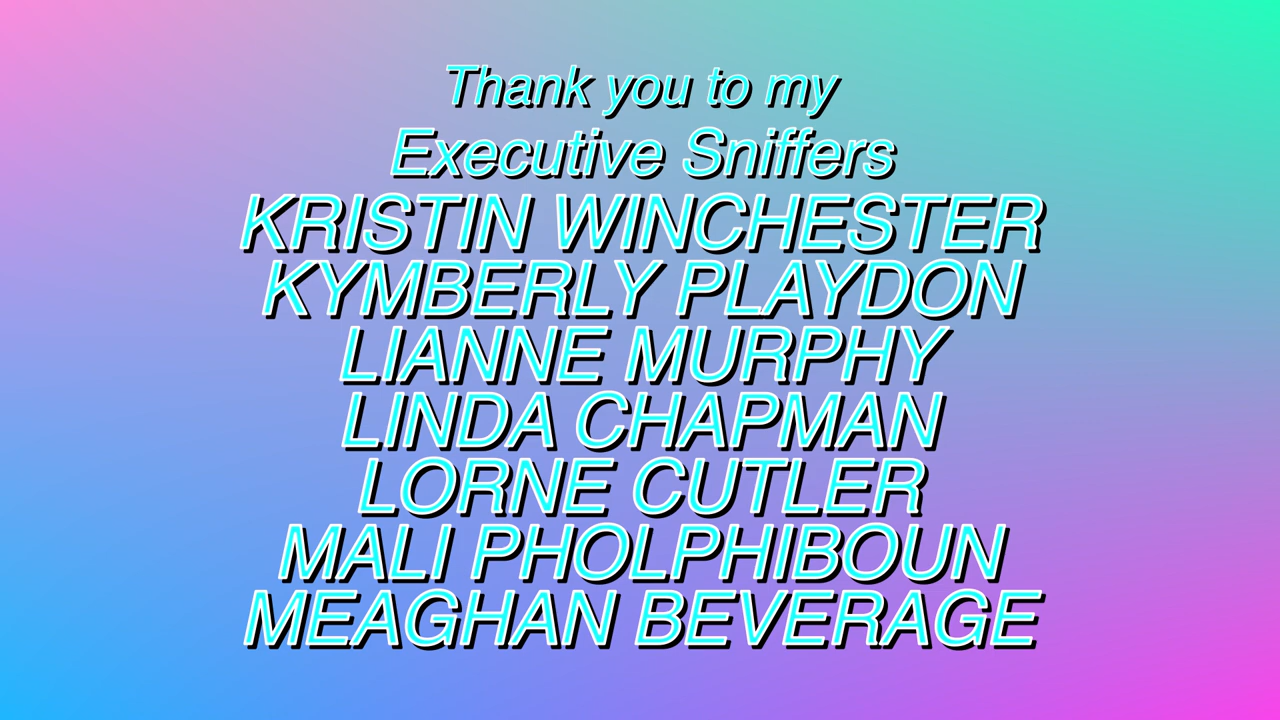 Thank you to my
Executive Sniffers
KRISTIN WINCHESTER
KYMBERLY PLAYDON
LIANNE MURPHY
LINDA CHAPMAN
LORNE CUTLER
MALI PHOLPHIBOUN
MEAGHAN BEVERAGE